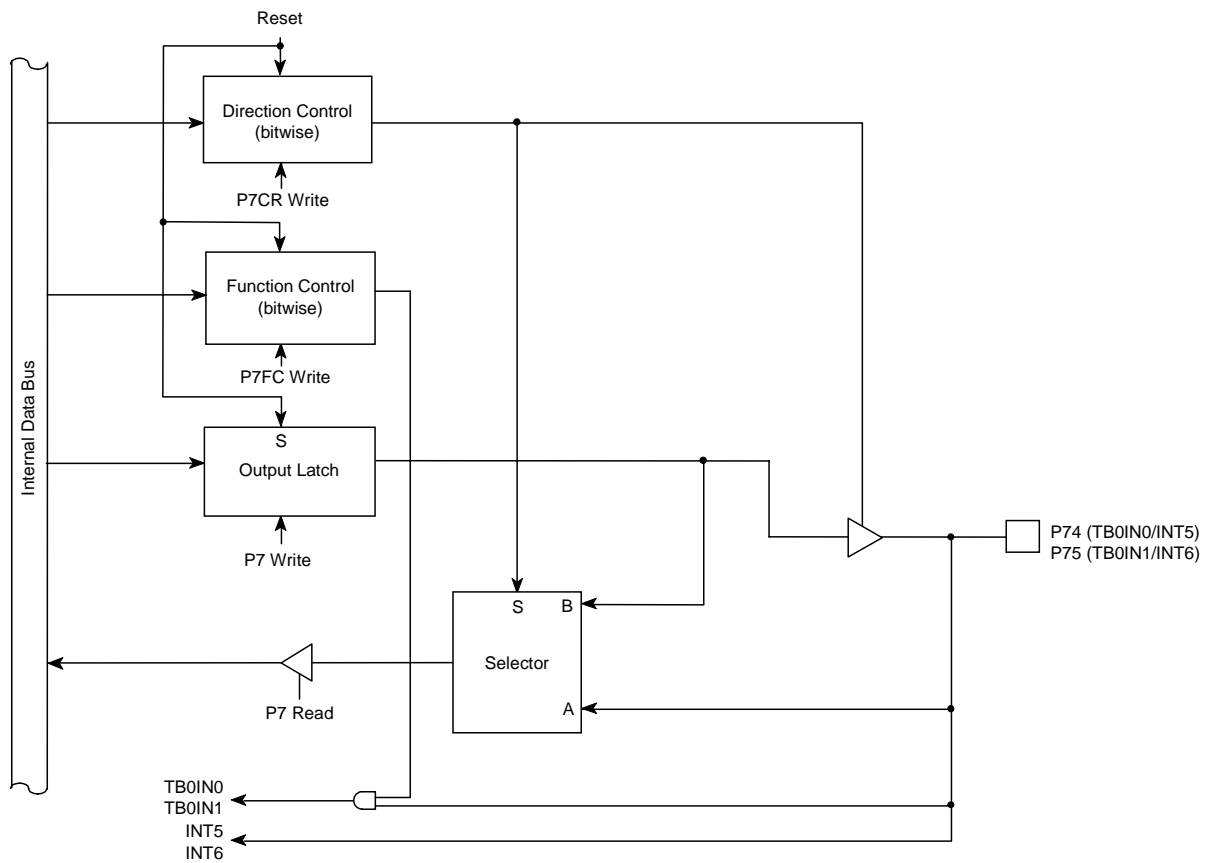 Reset
Direction Control
(bitwise)
P7CR Write
Function Control
(bitwise)
P7FC Write
Internal Data Bus
S
Output Latch
P7 Write
P74 (TB0IN0/INT5)
P75 (TB0IN1/INT6)
S
B
Selector
A
P7 Read
TB0IN0
TB0IN1
INT5
INT6